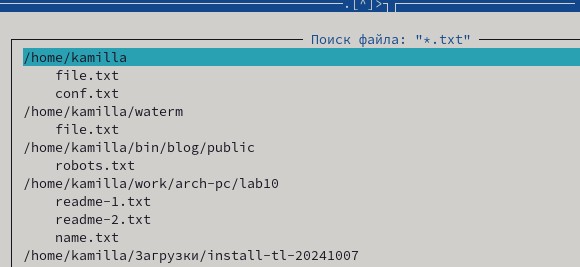 .[^]>
Поиск файла: "*.txt"
/home/kamilla
file.txt
conf.txt
/home/kamilla/waterm
file.txt
/home/kamilla/bin/blog/public
robots.txt
/home/kamilla/work/arch-pc/lab10
readme-1.txt
readme-2.txt
name.txt
/home/kamilla/Загрузки/install-tl-20241007